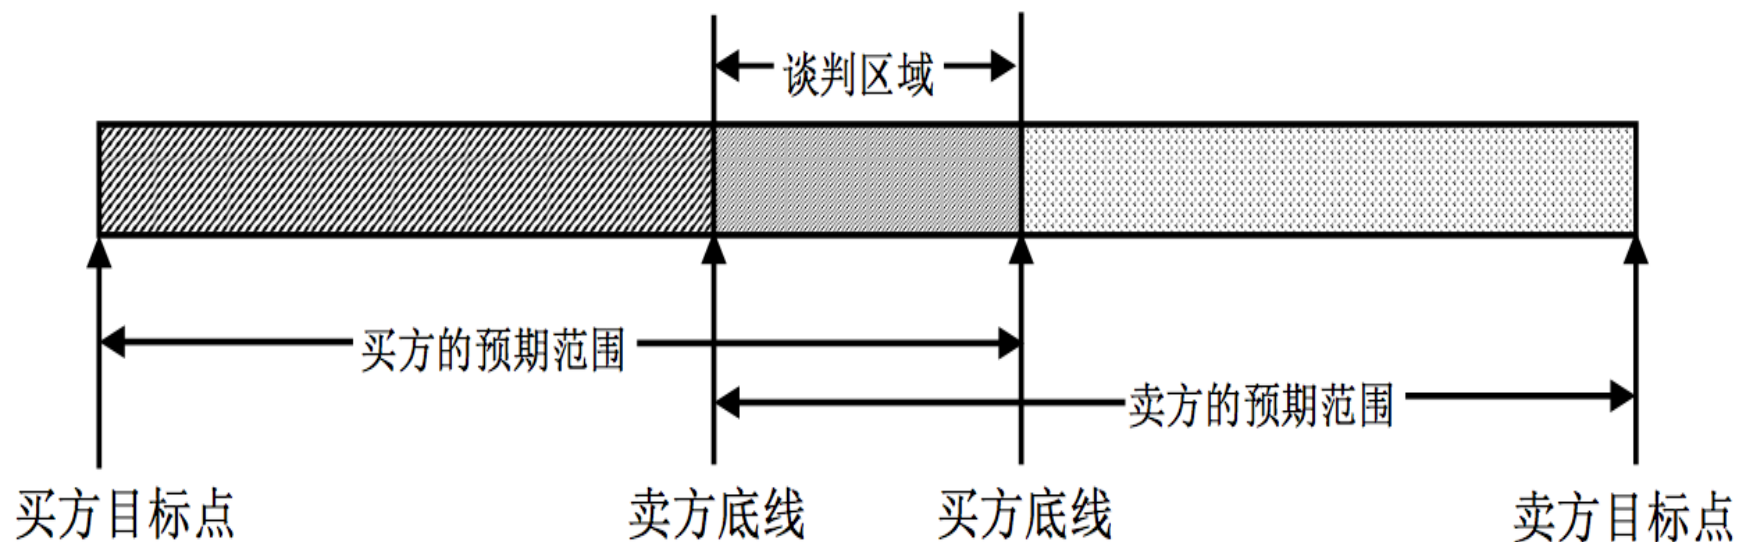 谈判区域
买方的预期范围
卖方的预期范围
买方目标点
卖方底线
买方底线
卖方目标点